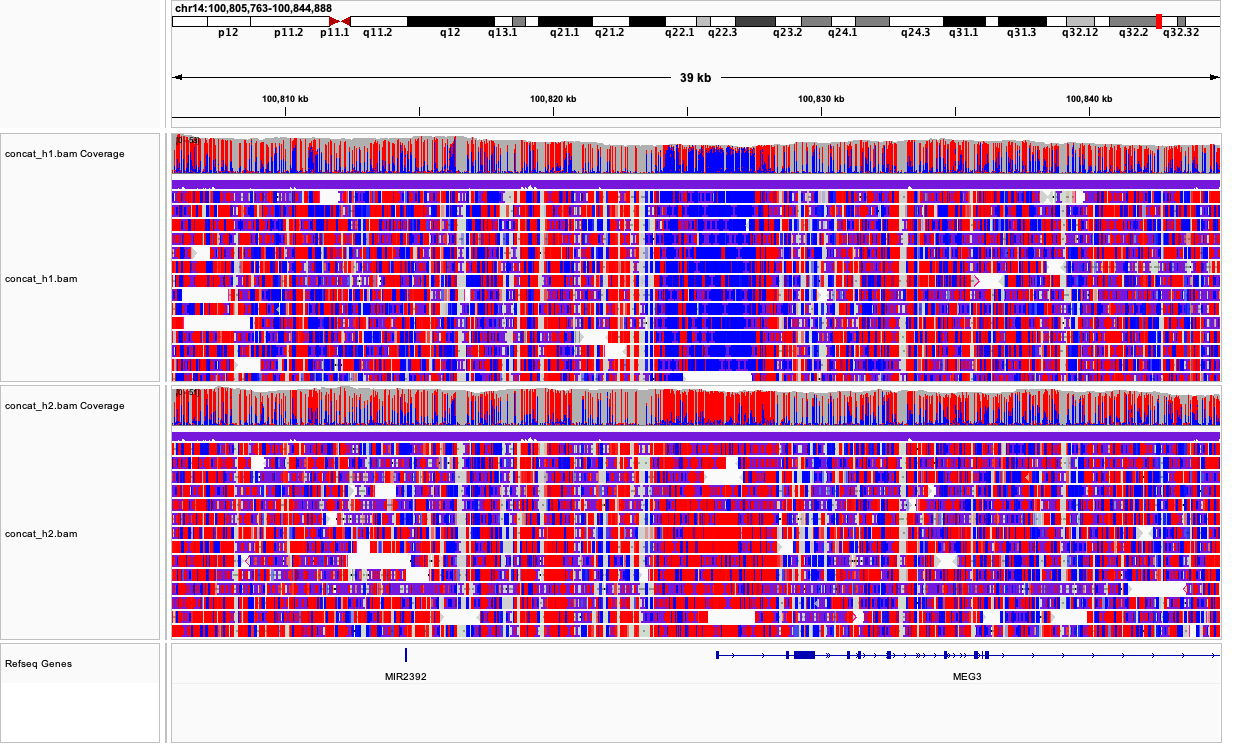 chr14:100,805,763-100,844,888
p12 p11.2 p11.1 q11.2 q12 q13.1 q21.1 q21.2 q22.1 q22.3 q23.2 q24.1 q24.3 q31.1 q31.3 q32.12 q32.2 q32.32
39 kb
100,810 kb 100,820 kb 100,830 kb 100,840 kb
concat_h1.bam Coverage
concat_h1.bam
concat_h2.bam Coverage
concat_h2.bam
Refseq Genes
MIR2392 MEG3